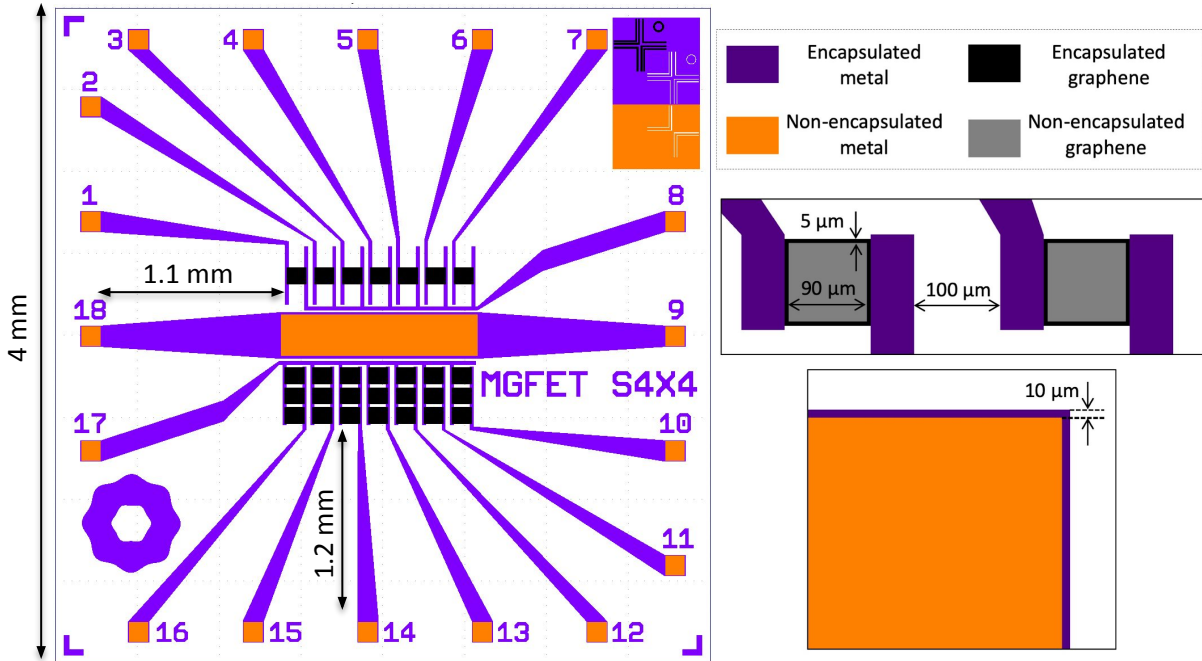 3 4 5 6 7
2
1
8
1.1 mm
18
9
4 mm
MGFET S4X4
17
10
1.2 mm
11
16 15 14 13 12
Encapsulated
metal
Encapsulated
graphene
Non-encapsulated
metal
Non-encapsulated
graphene
5 µm
90 µm
100 µm
10 µm